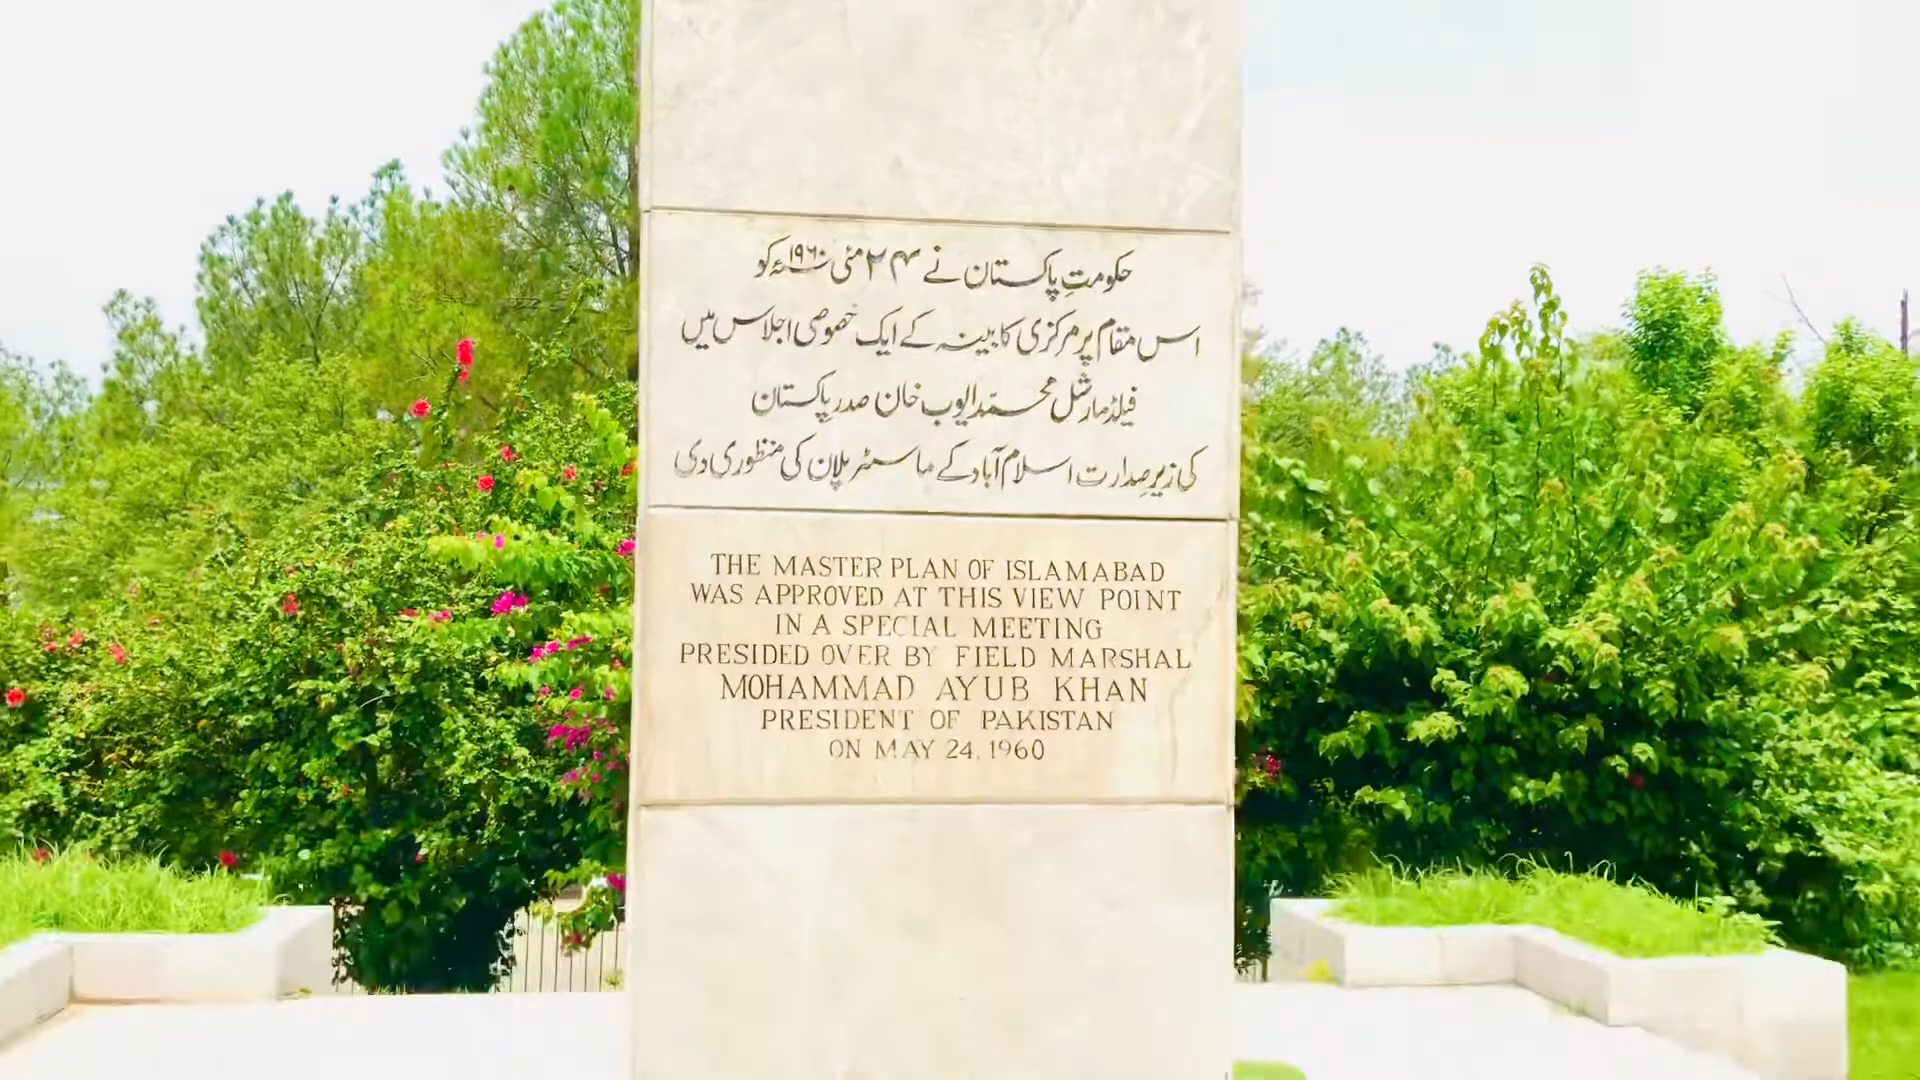 حکومتِ پاکستان نے ۲۴ مئی ۱۹۶۰ء کو
اس مقام پر مرکزی کابینہ کے ایک خصوصی اجلاس میں
فیلڈ مارشل محمّد ایوب خان صدر پاکستان
کی زیرِ صدارت اسلام آباد کے ماسٹر پلان کی منظوری دی
THE MASTER PLAN OF ISLAMABAD
WAS APPROVED AT THIS VIEW POINT
IN A SPECIAL MEETING
PRESIDED OVER BY FIELD MARSHAL
MOHAMMAD AYUB KHAN
PRESIDENT OF PAKISTAN
ON MAY 24, 1960